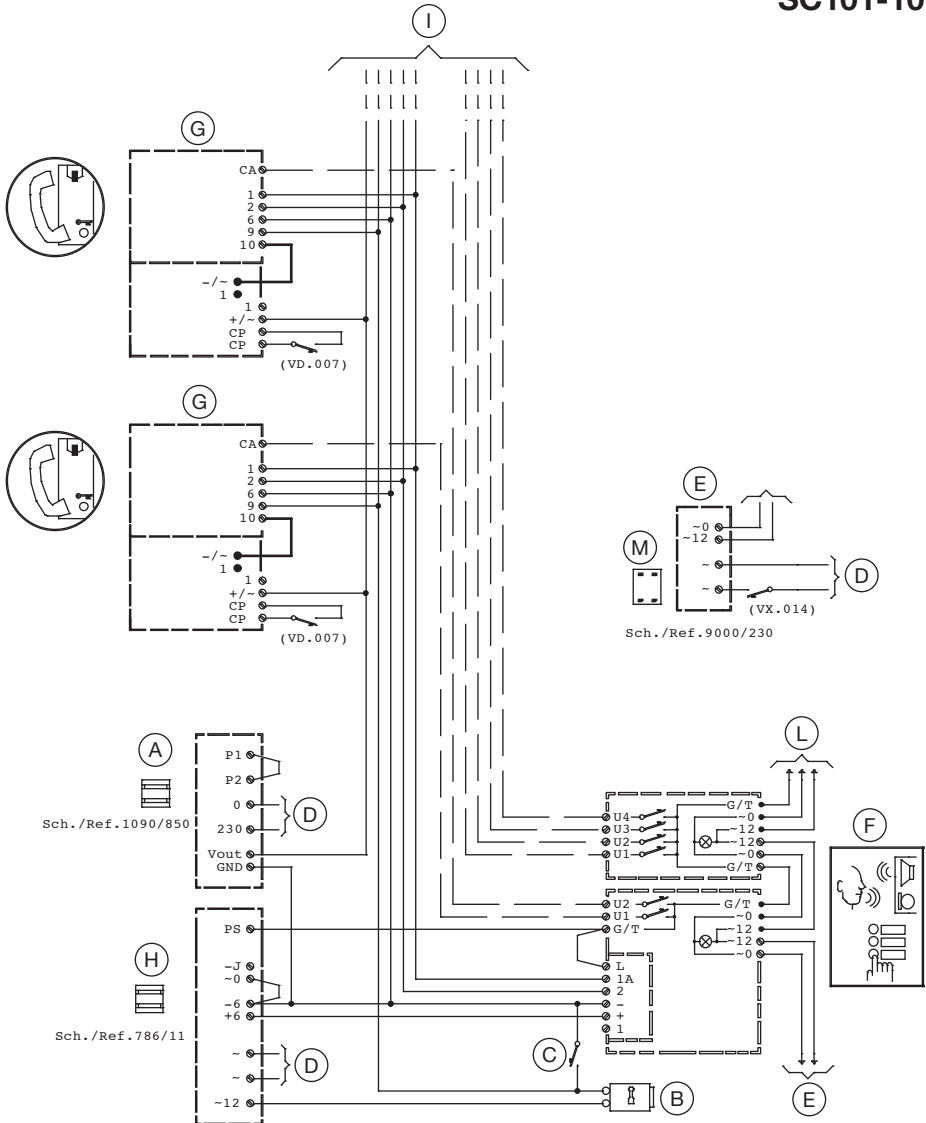 SC101-10
I
G
CA
1
2
6
9
10
-/~
1
1
+/~
CP
CP
(VD.007)
G
CA
1
2
6
9
10
-/~
1
1
+/~
CP
CP
(VD.007)
E
~0
~12
~
~
M
D
(VX.014)
Sch./Ref.9000/230
A
P1
P2
0
230
D
Sch./Ref.1090/850
Vout
GND
L
U4
U3
U2
U1
G/T
~0
~12
~12
~0
G/T
F
U2
U1
G/T
G/T
~0
~12
~12
~0
L
1A
2
-
+
1
H
PS
-J
~0
-6
+6
Sch./Ref.786/11
~
~
D
~12
C
B
E